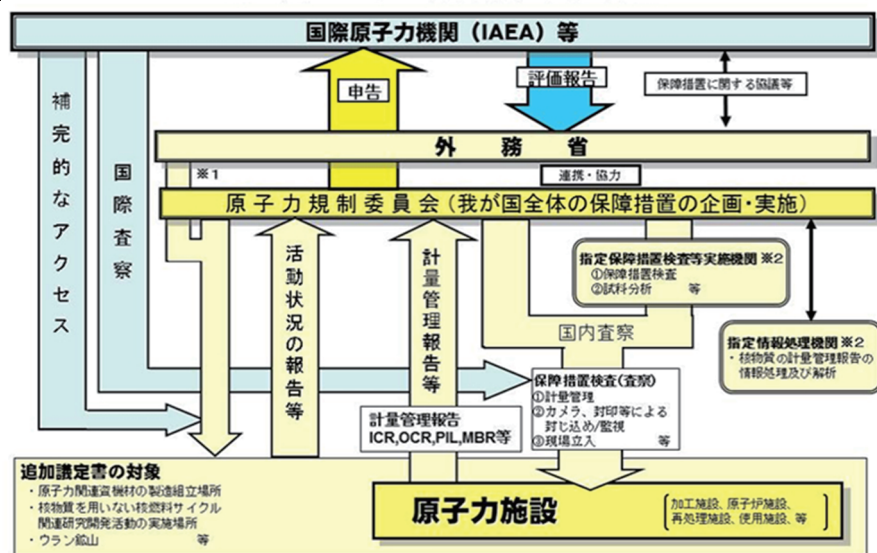 国際原子力機関（IAEA）等
申告
評価報告
保障措置に関する協議等
補完的なアクセス
国際査察
外務省
※1
連携・協力
原子力規制委員会（我が国全体の保障措置の企画・実施）
活動状況の報告等
計量管理報告等
指定保障措置検査等実施機関※2
①保障措置検査
②試料分析 等
国内査察
指定情報処理機関※2
・核物質の計量管理報告の
情報処理及び解析
保障措置検査(査察)
①計量管理
②カメラ、封印等による
封じ込め/監視
③現場立入 等
計量管理報告
ICR,OCR,PIL,MBR等
追加議定書の対象
・原子力関連資機材の製造組立場所
・核物質を用いない核燃料サイクル
関連研究開発活動の実施場所
・ウラン鉱山 等
原子力施設
加工施設、原子炉施設、
再処理施設、使用施設、等